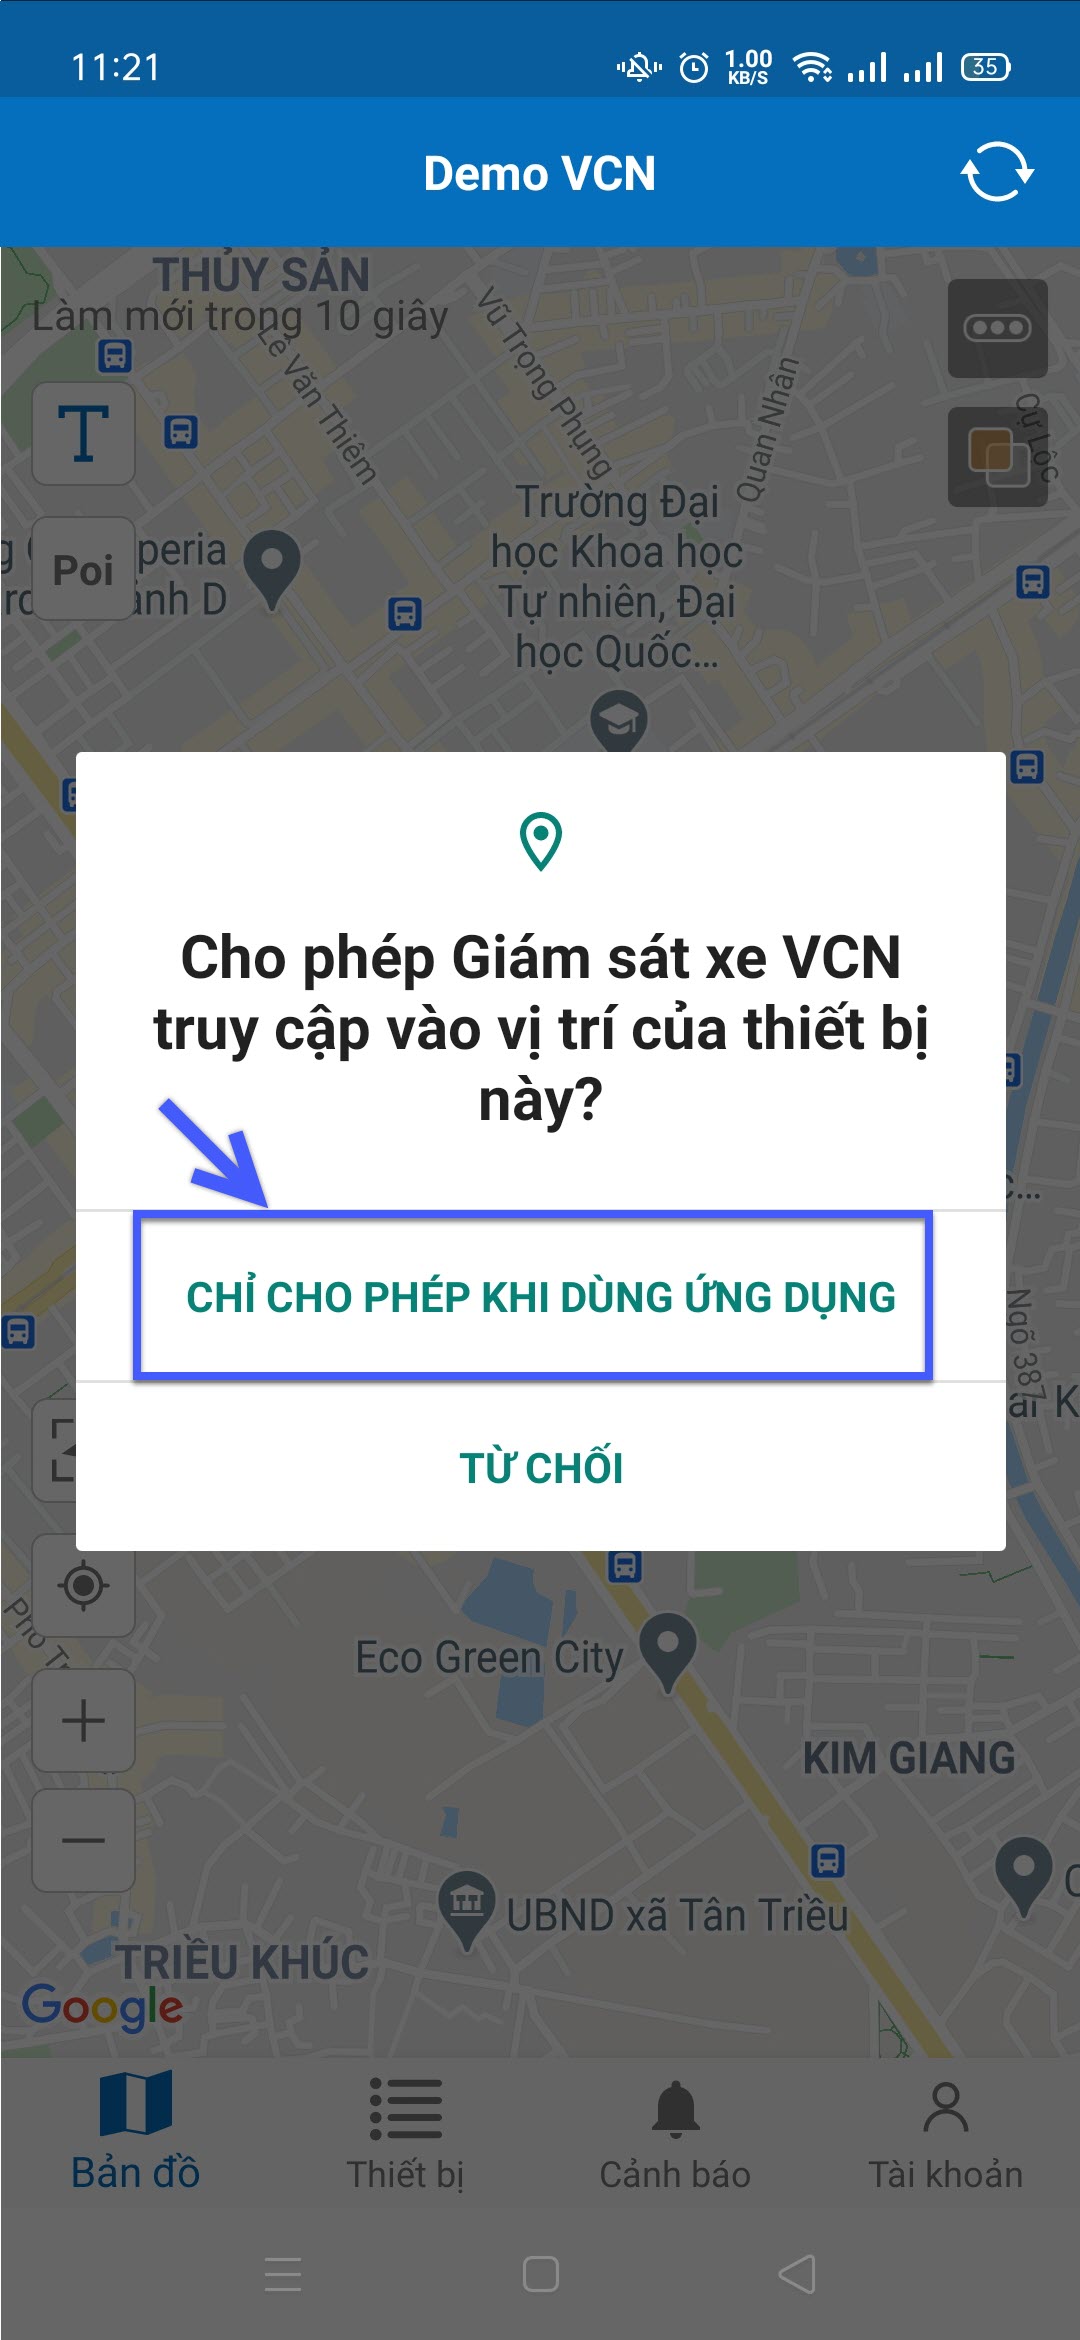 11:21
1.00
KB/S
35
Demo VCN
THỦY SẢN
Làm mới trong 10 giây
Lê Văn Thiêm
Vũ Trọng Phụng
Quan Nhân
Cự Lộc
T
Trường Đại
học Khoa học
Tự nhiên, Đại
học Quốc...
peria
Poi
ánh D
Cho phép Giám sát xe VCN
truy cập vào vị trí của thiết bị
này?
CHỈ CHO PHÉP KHI DÙNG ỨNG DỤNG
Ngõ 387
TỪ CHỐI
Eco Green City
KIM GIANG
UBND xã Tân Triều
TRIỀU KHÚC
Google
Bản đồ
Thiết bị
Cảnh báo
Tài khoản